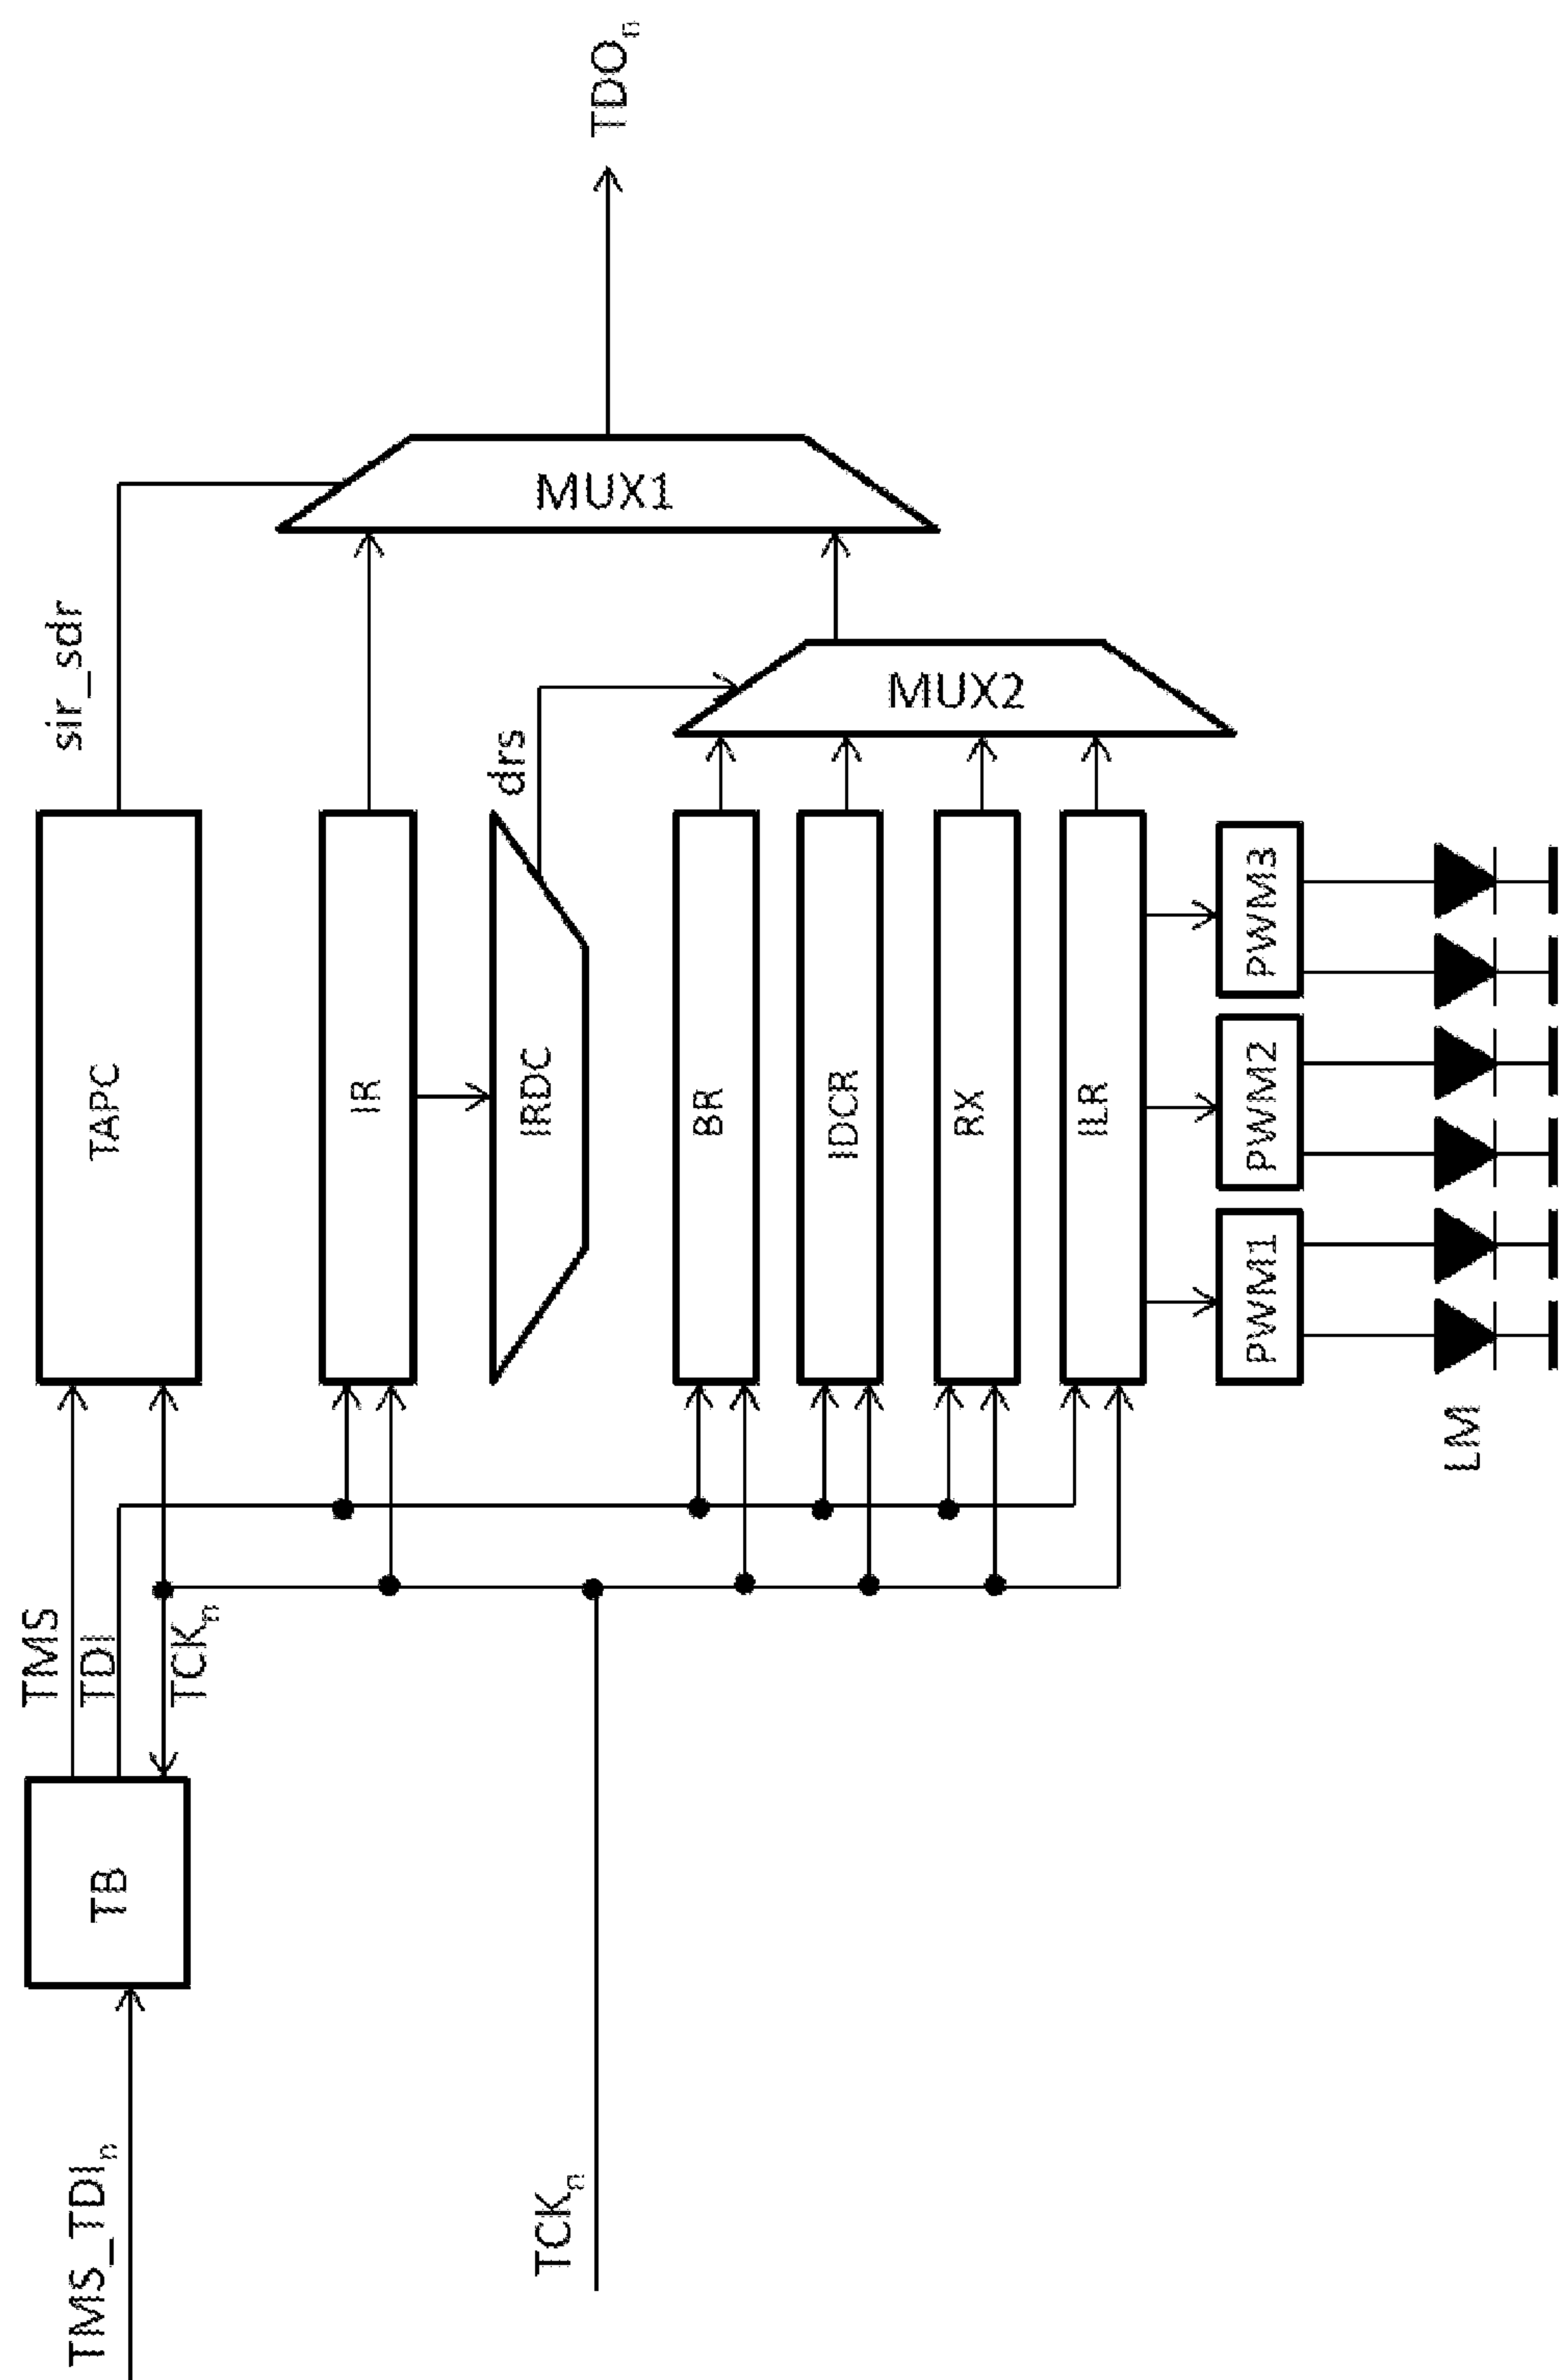 TMS_TDIn
TB
TMS
TDI
TCKn
TCKn
TAPC
sir_sdr
IR
IRDC
drs
BR
IDCR
RX
ILR
MUX1
MUX2
TDOn
PWM1
PWM2
PWM3
LM